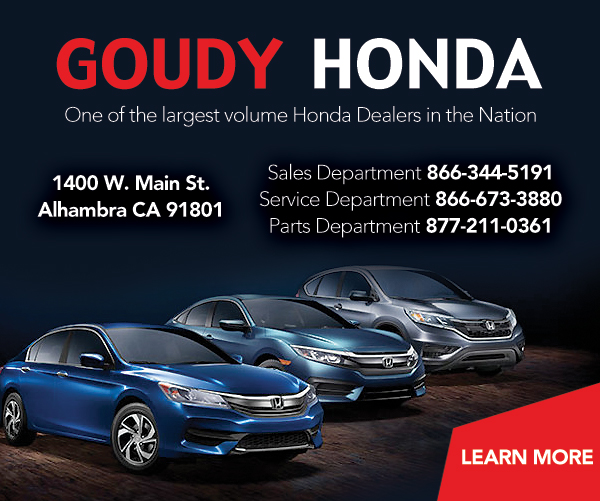 GOUDY HONDA
One of the largest volume Honda Dealers in the Nation
1400 W. Main St.
Alhambra CA 91801
Sales Department 866-344-5191
Service Department 866-673-3880
Parts Department 877-211-0361
LEARN MORE